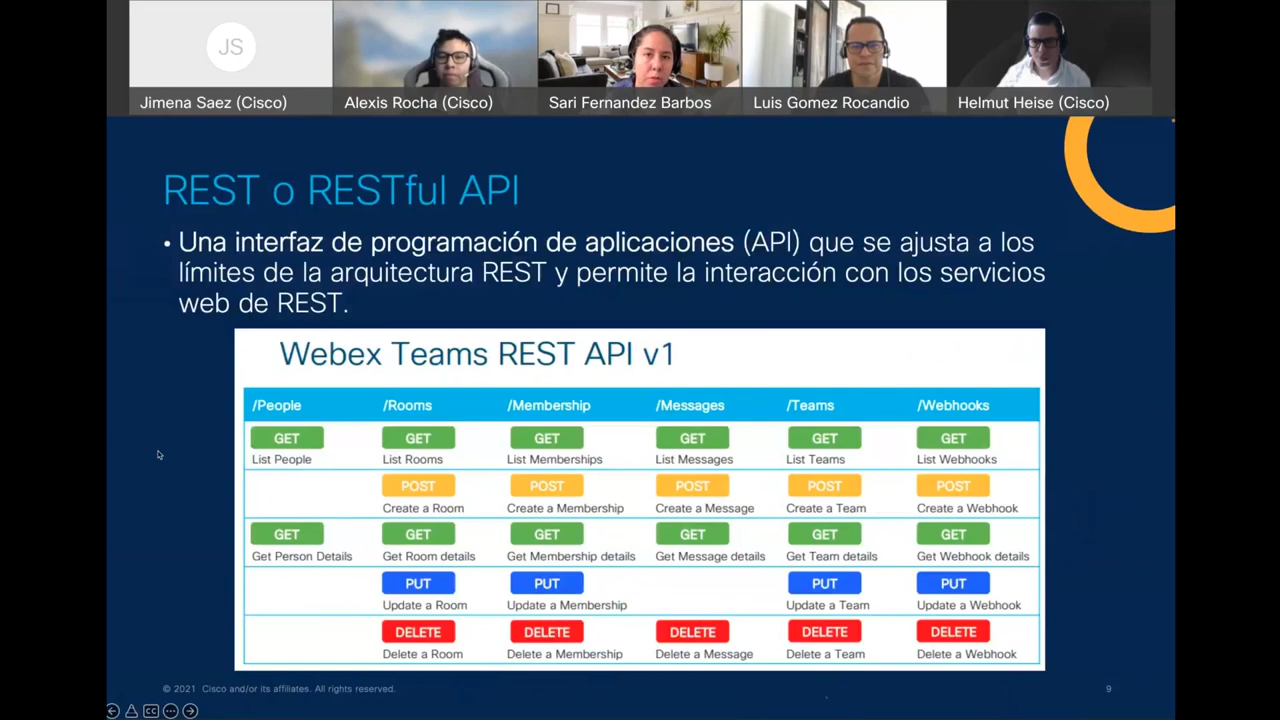 JS
Jimena Saez (Cisco)
Alexis Rocha (Cisco)
Sari Fernandez Barbos
Luis Gomez Rocandio
Helmut Heise (Cisco)
REST o RESTful API
• Una interfaz de programación de aplicaciones (API) que se ajusta a los
límites de la arquitectura REST y permite la interacción con los servicios
web de REST.
Webex Teams REST API v1
/People /Rooms /Membership /Messages /Teams /Webhooks
GET GET GET GET GET GET
List People List Rooms List Memberships List Messages List Teams List Webhooks
POST POST POST POST POST
Create a Room Create a Membership Create a Message Create a Team Create a Webhook
GET GET GET GET GET GET
Get Person Details Get Room details Get Membership details Get Message details Get Team details Get Webhook details
PUT PUT PUT PUT
Update a Room Update a Membership Update a Team Update a Webhook
DELETE DELETE DELETE DELETE DELETE
Delete a Room Delete a Membership Delete a Message Delete a Team Delete a Webhook
© 2021 Cisco and/or its affiliates. All rights reserved.
9
CC